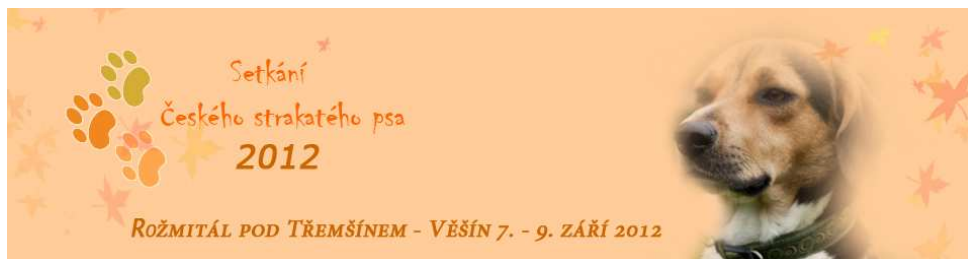 Setkání
Českého strakatého psa
2012
Rožmitál pod Třemšínem - Věšín 7. - 9. září 2012